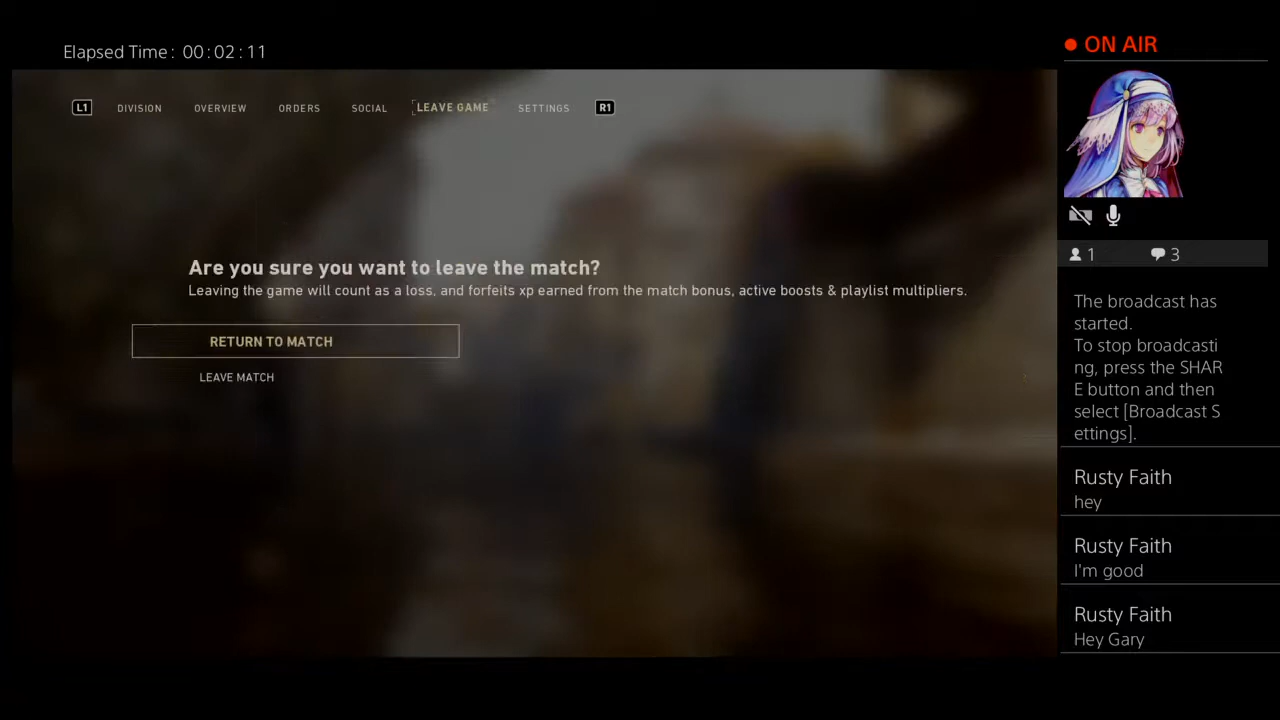 Elapsed Time: 00:02:11
ON AIR
L1 DIVISION OVERVIEW ORDERS SOCIAL LEAVE GAME SETTINGS R1
Are you sure you want to leave the match?
Leaving the game will count as a loss, and forfeits xp earned from the match bonus, active boosts & playlist multipliers.
RETURN TO MATCH
LEAVE MATCH
1 3
The broadcast has
started.
To stop broadcasti
ng, press the SHAR
E button and then
select [Broadcast S
ettings].
Rusty Faith
hey
Rusty Faith
I'm good
Rusty Faith
Hey Gary